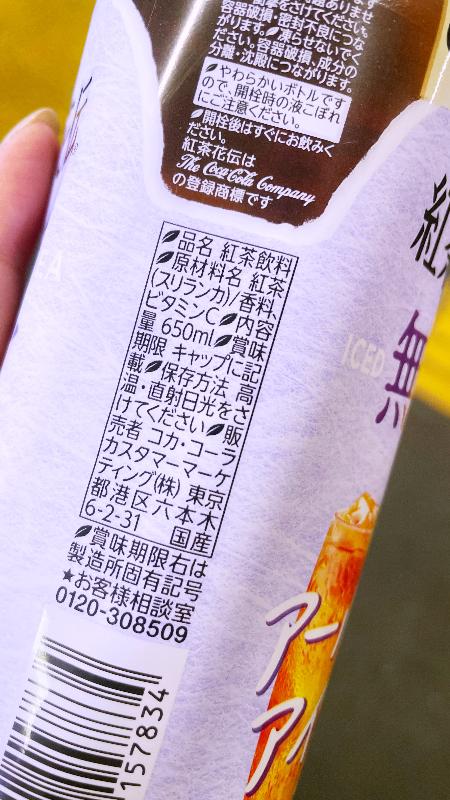 容器破損・密封不良につな
がります。凍らせないでく
ださい。容器破損、成分の
分離・沈殿につながります。
やわらかいボトルです
ので、開栓時の液こぼれ
にご注意ください。
開栓後はすぐにお飲みく
ださい。
紅茶花伝は
The Coca-Cola Company
の登録商標です
品名 紅茶飲料
原材料名 紅茶
(スリランカ)/香料、
ビタミンC 内容
量 650ml 賞味
期限 キャップに記
載 保存方法 高
温・直射日光をさ
けてください 販
売者 コカ・コーラ
カスタマーマーケ
ティング(株) 東京
都港区六本木
6-2-31 国産
賞味期限右は
製造所固有記号
★お客様相談室
0120-308509
157834
紅
ICED 無
アー
アイ